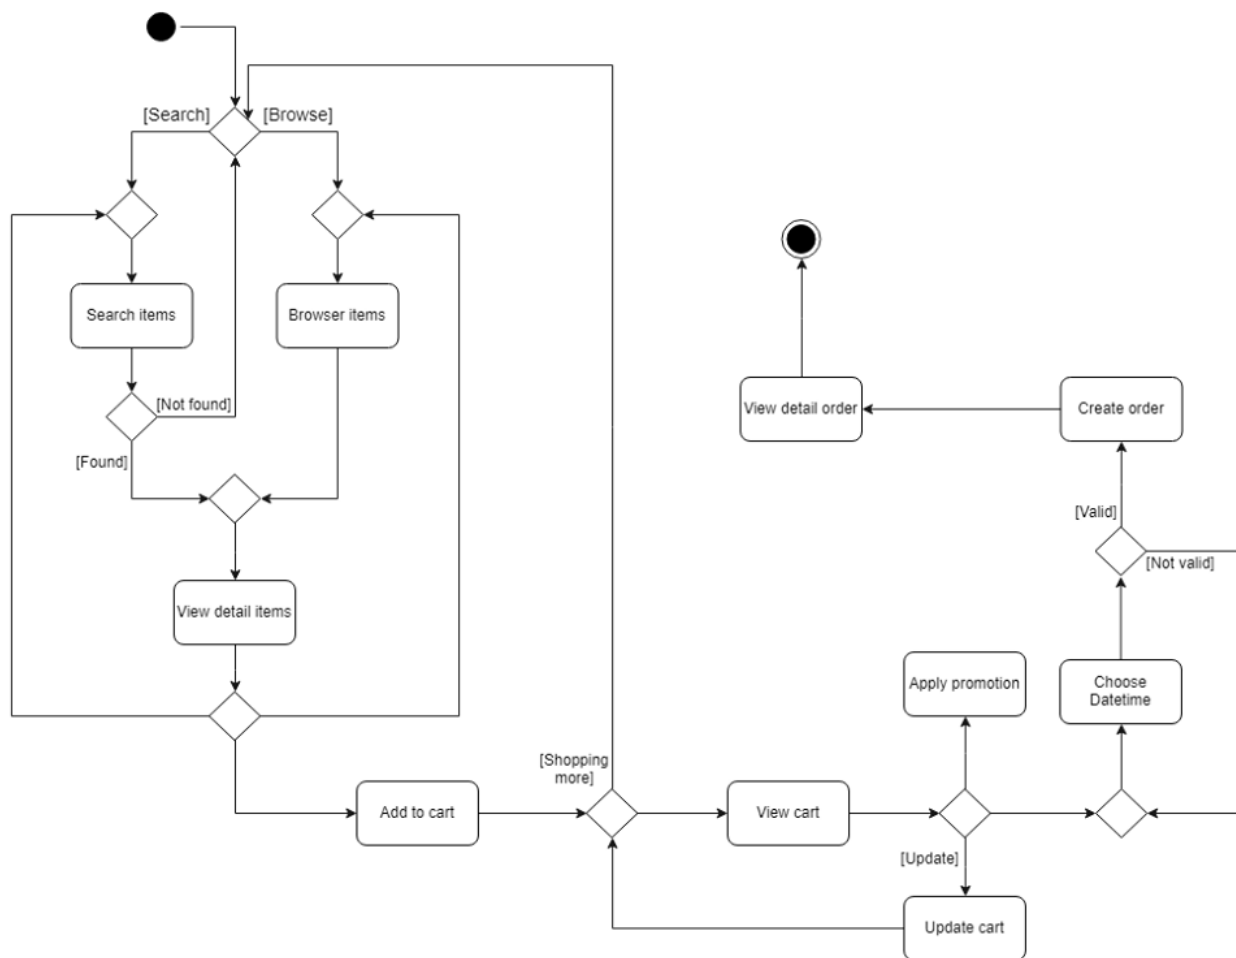 [Search]
[Browse]
Search items
Browser items
[Not found]
[Found]
View detail items
Add to cart
[Shopping
more]
View cart
[Update]
Update cart
Apply promotion
Choose
Datetime
[Valid]
[Not valid]
Create order
View detail order